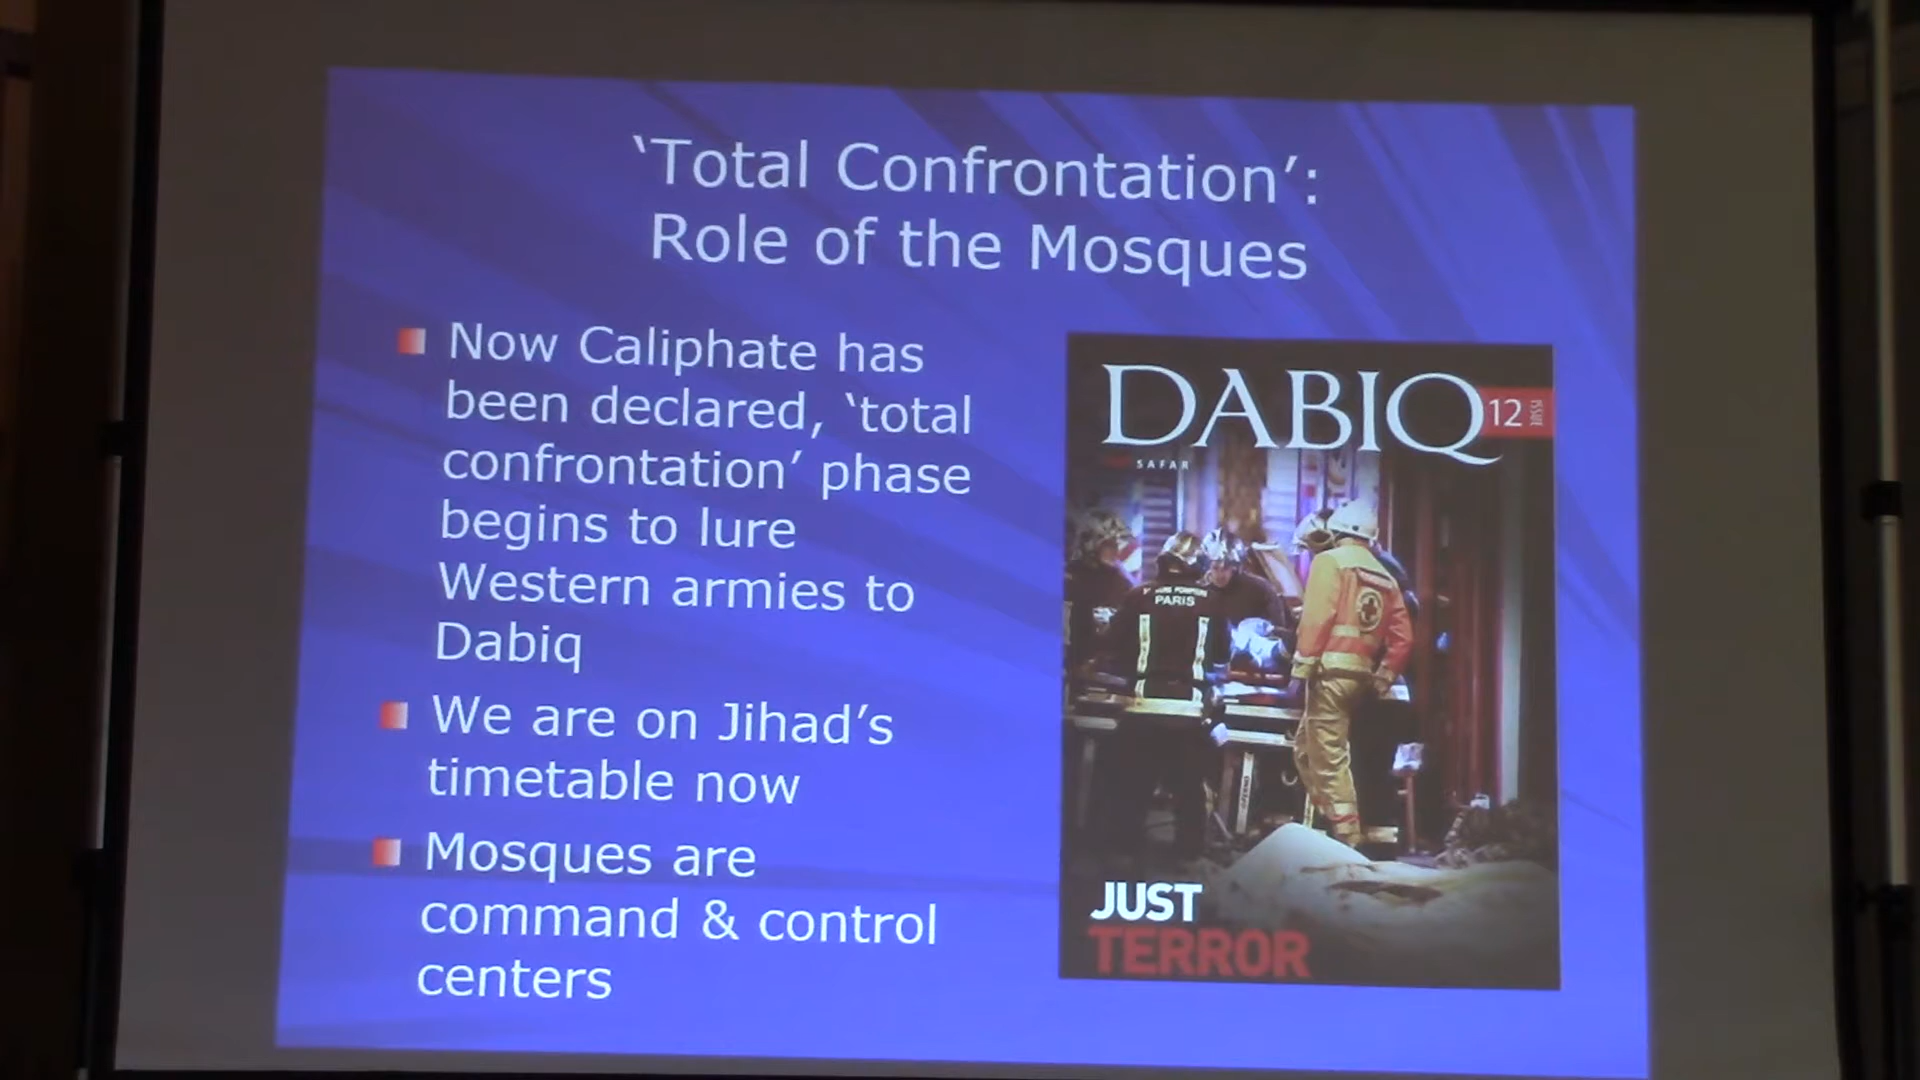 ‘Total Confrontation’:
Role of the Mosques
Now Caliphate has
been declared, ‘total
confrontation’ phase
begins to lure
Western armies to
Dabiq
We are on Jihad’s
timetable now
Mosques are
command & control
centers
DABIQ
12 ISSUE
SAFAR
PARIS
JUST
TERROR